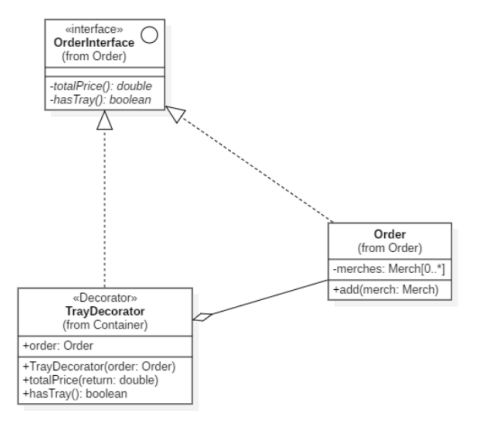 «interface»
OrderInterface
(from Order)
-totalPrice(): double
-hasTray(): boolean
Order
(from Order)
-merches: Merch[0..*]
+add(merch: Merch)
«Decorator»
TrayDecorator
(from Container)
+order: Order
+TrayDecorator(order: Order)
+totalPrice(return: double)
+hasTray(): boolean